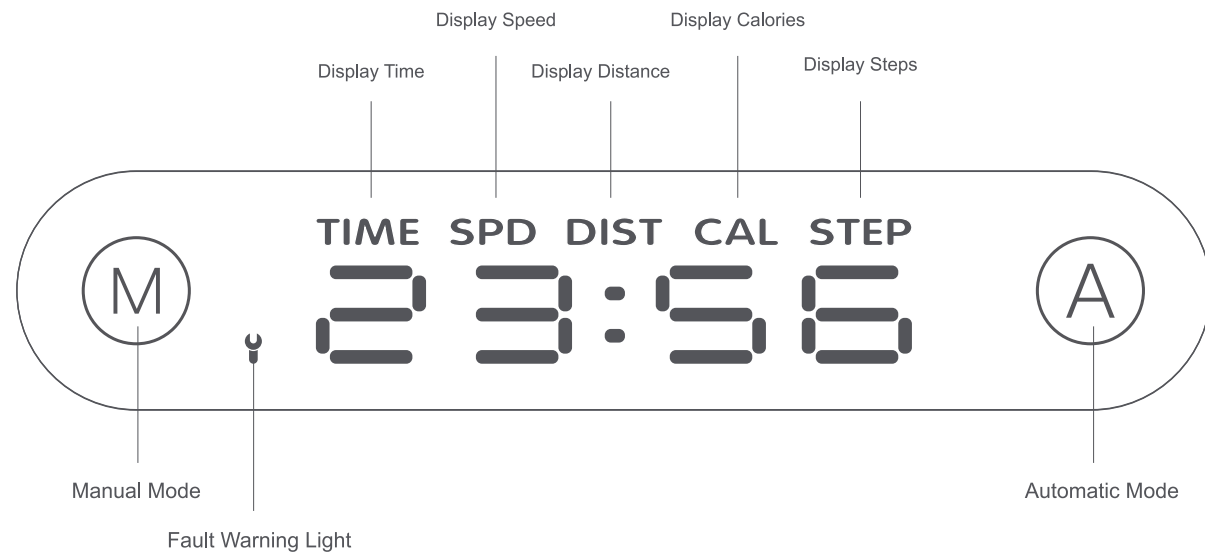 Display Speed
Display Calories
Display Time
Display Distance
Display Steps
TIME SPD DIST CAL STEP
M
23:56
A
Manual Mode
Automatic Mode
Fault Warning Light